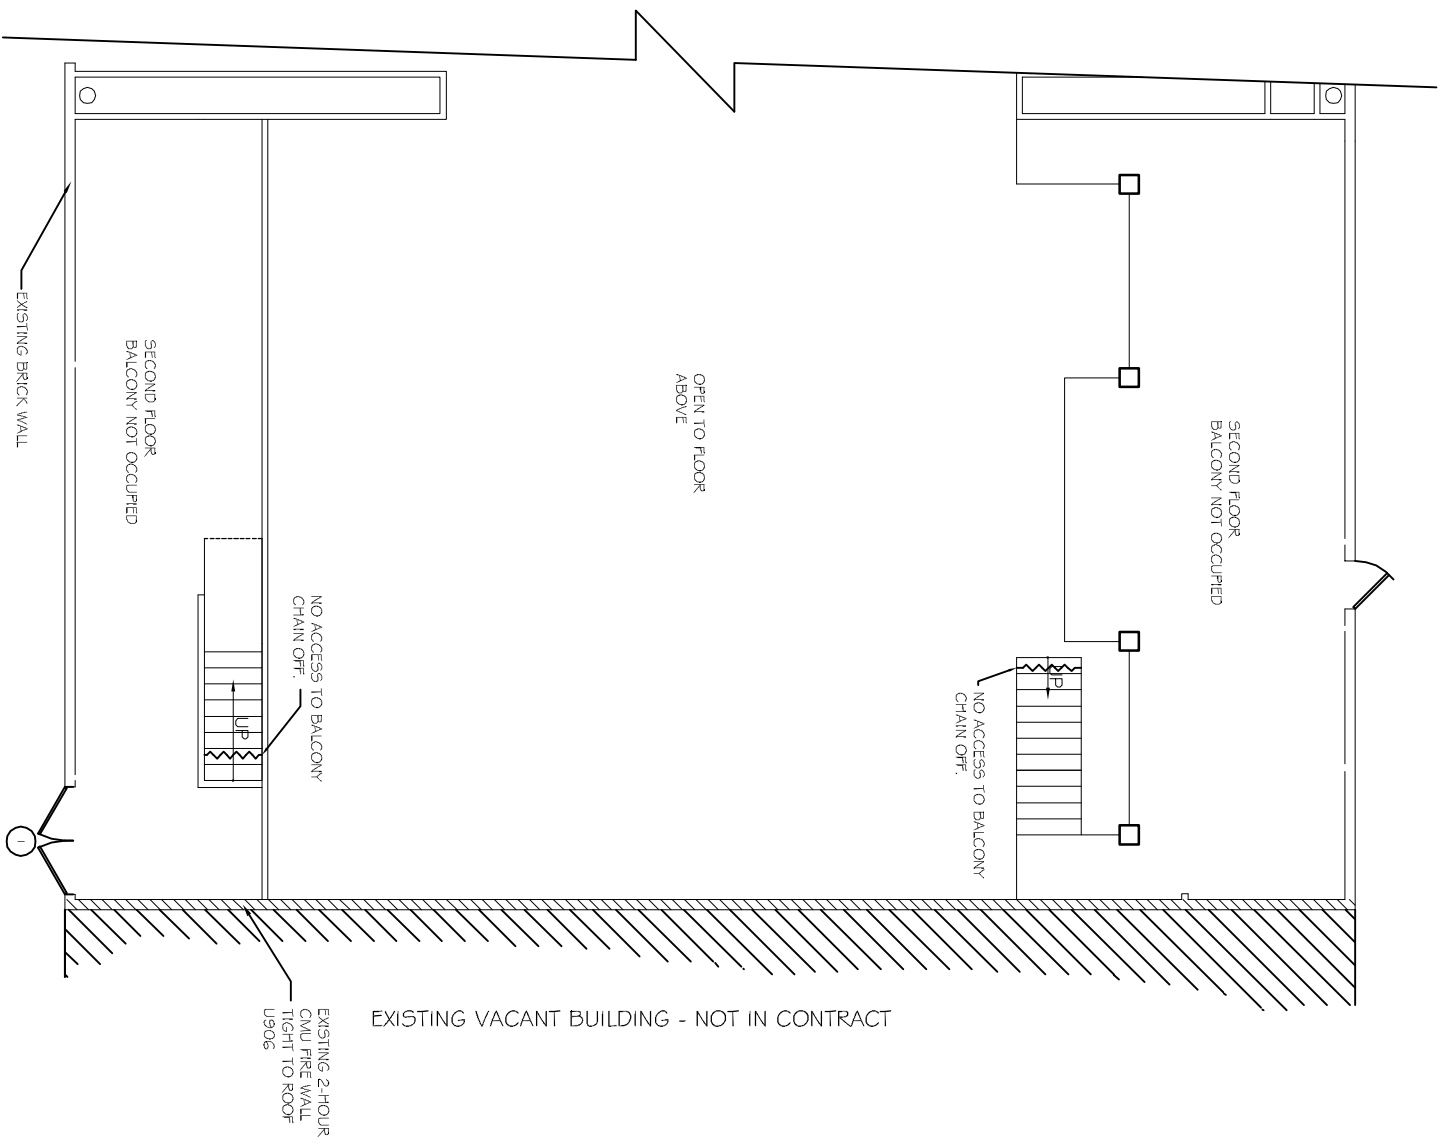 EXISTING BRICK WALL
SECOND FLOOR
BALCONY NOT OCCUPIED
OPEN TO FLOOR
ABOVE
SECOND FLOOR
BALCONY NOT OCCUPIED
NO ACCESS TO BALCONY
CHAIN OFF.
UP
NO ACCESS TO BALCONY
CHAIN OFF.
UP
1
EXISTING 2-HOUR
CMU FIRE WALL
TIGHT TO ROOF
U906
EXISTING VACANT BUILDING - NOT IN CONTRACT